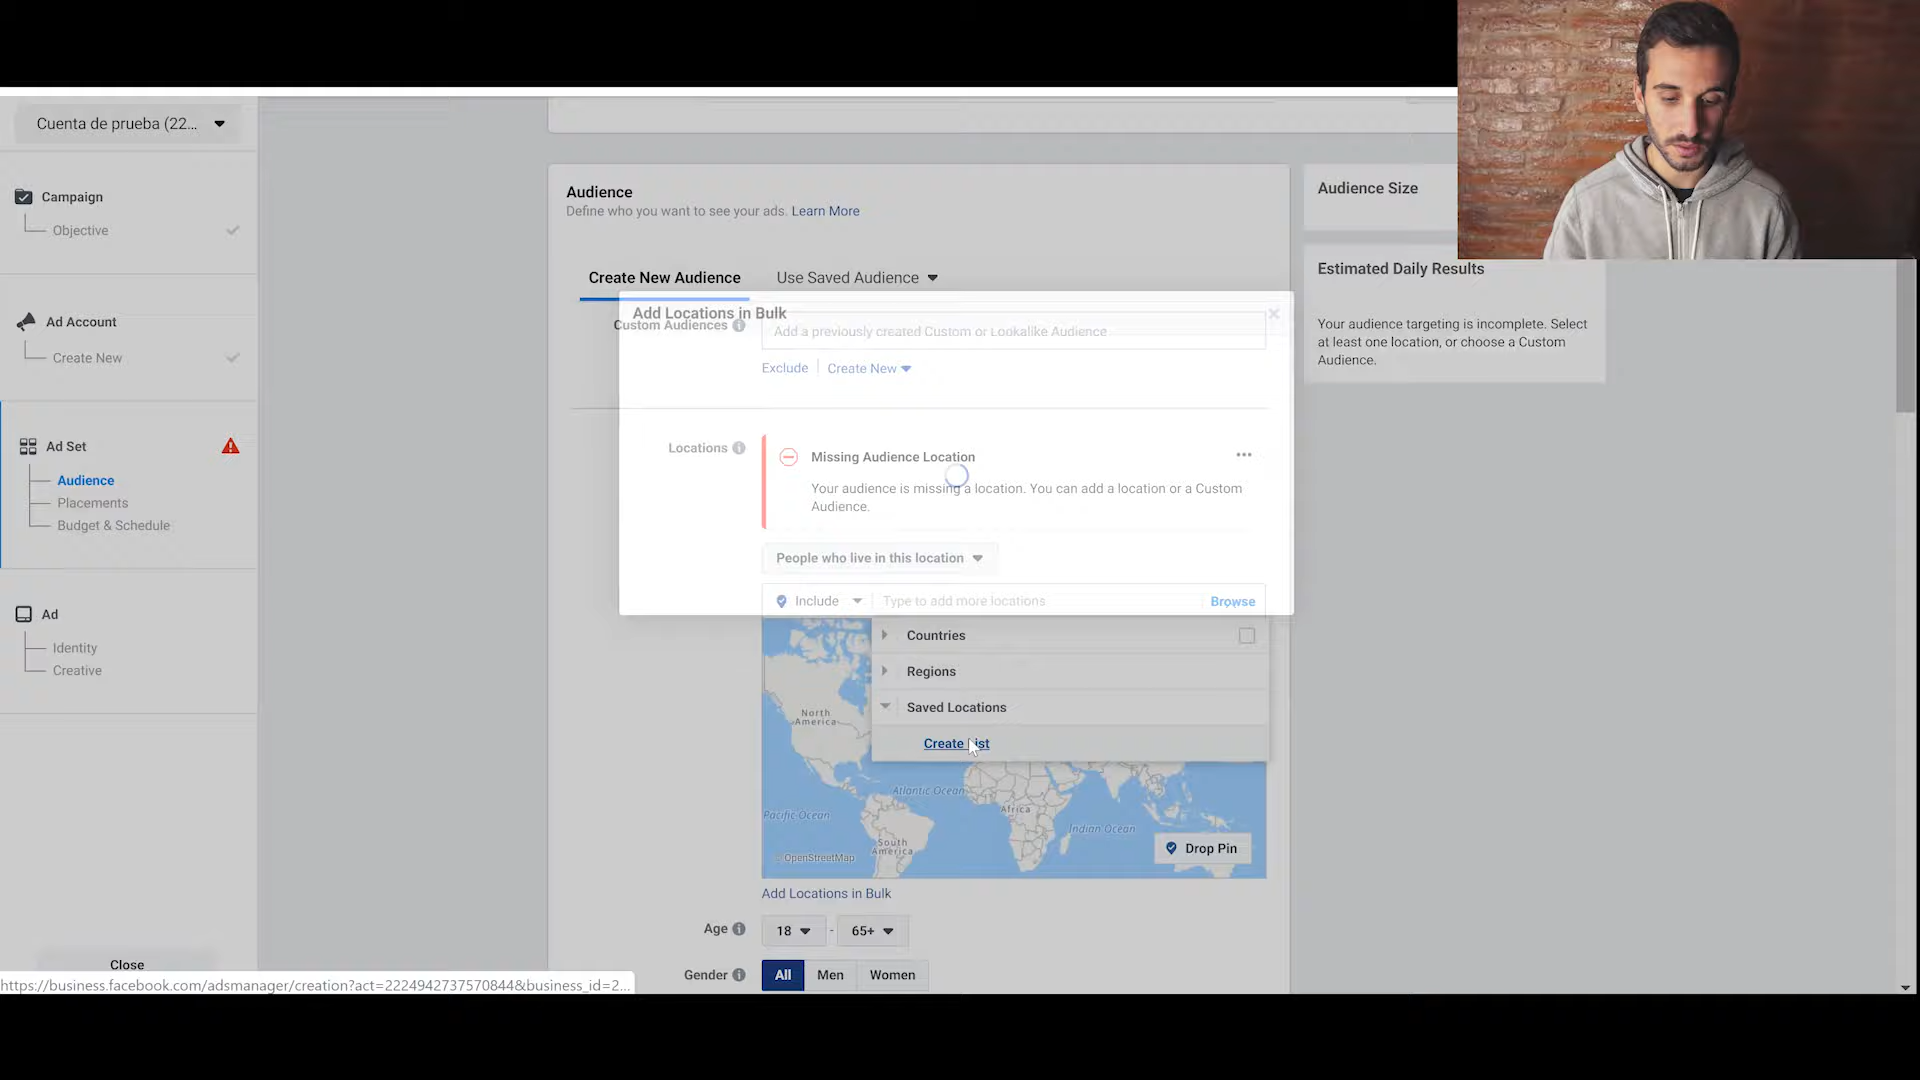 Cuenta de prueba (22...
Campaign
Objective
Ad Account
Create New
Ad Set
Audience
Placements
Budget & Schedule
Ad
Identity
Creative
Close
https://business.facebook.com/adsmanager/creation?act=2224942737570844&business_id=2...
Audience
Define who you want to see your ads. Learn More
Create New Audience
Use Saved Audience
Add Locations in Bulk
Custom Audiences
Add a previously created Custom or Lookalike Audience
Exclude
Create New
Locations
Missing Audience Location
Your audience is missing a location. You can add a location or a Custom
Audience.
People who live in this location
Include
Type to add more locations
Browse
Countries
Regions
Saved Locations
Create List
North
America
Atlantic Ocean
Pacific Ocean
Africa
Indian Ocean
South
America
© OpenStreetMap
Drop Pin
Add Locations in Bulk
Age
18
-
65+
Gender
All
Men
Women
Audience Size
Estimated Daily Results
Your audience targeting is incomplete. Select
at least one location, or choose a Custom
Audience.